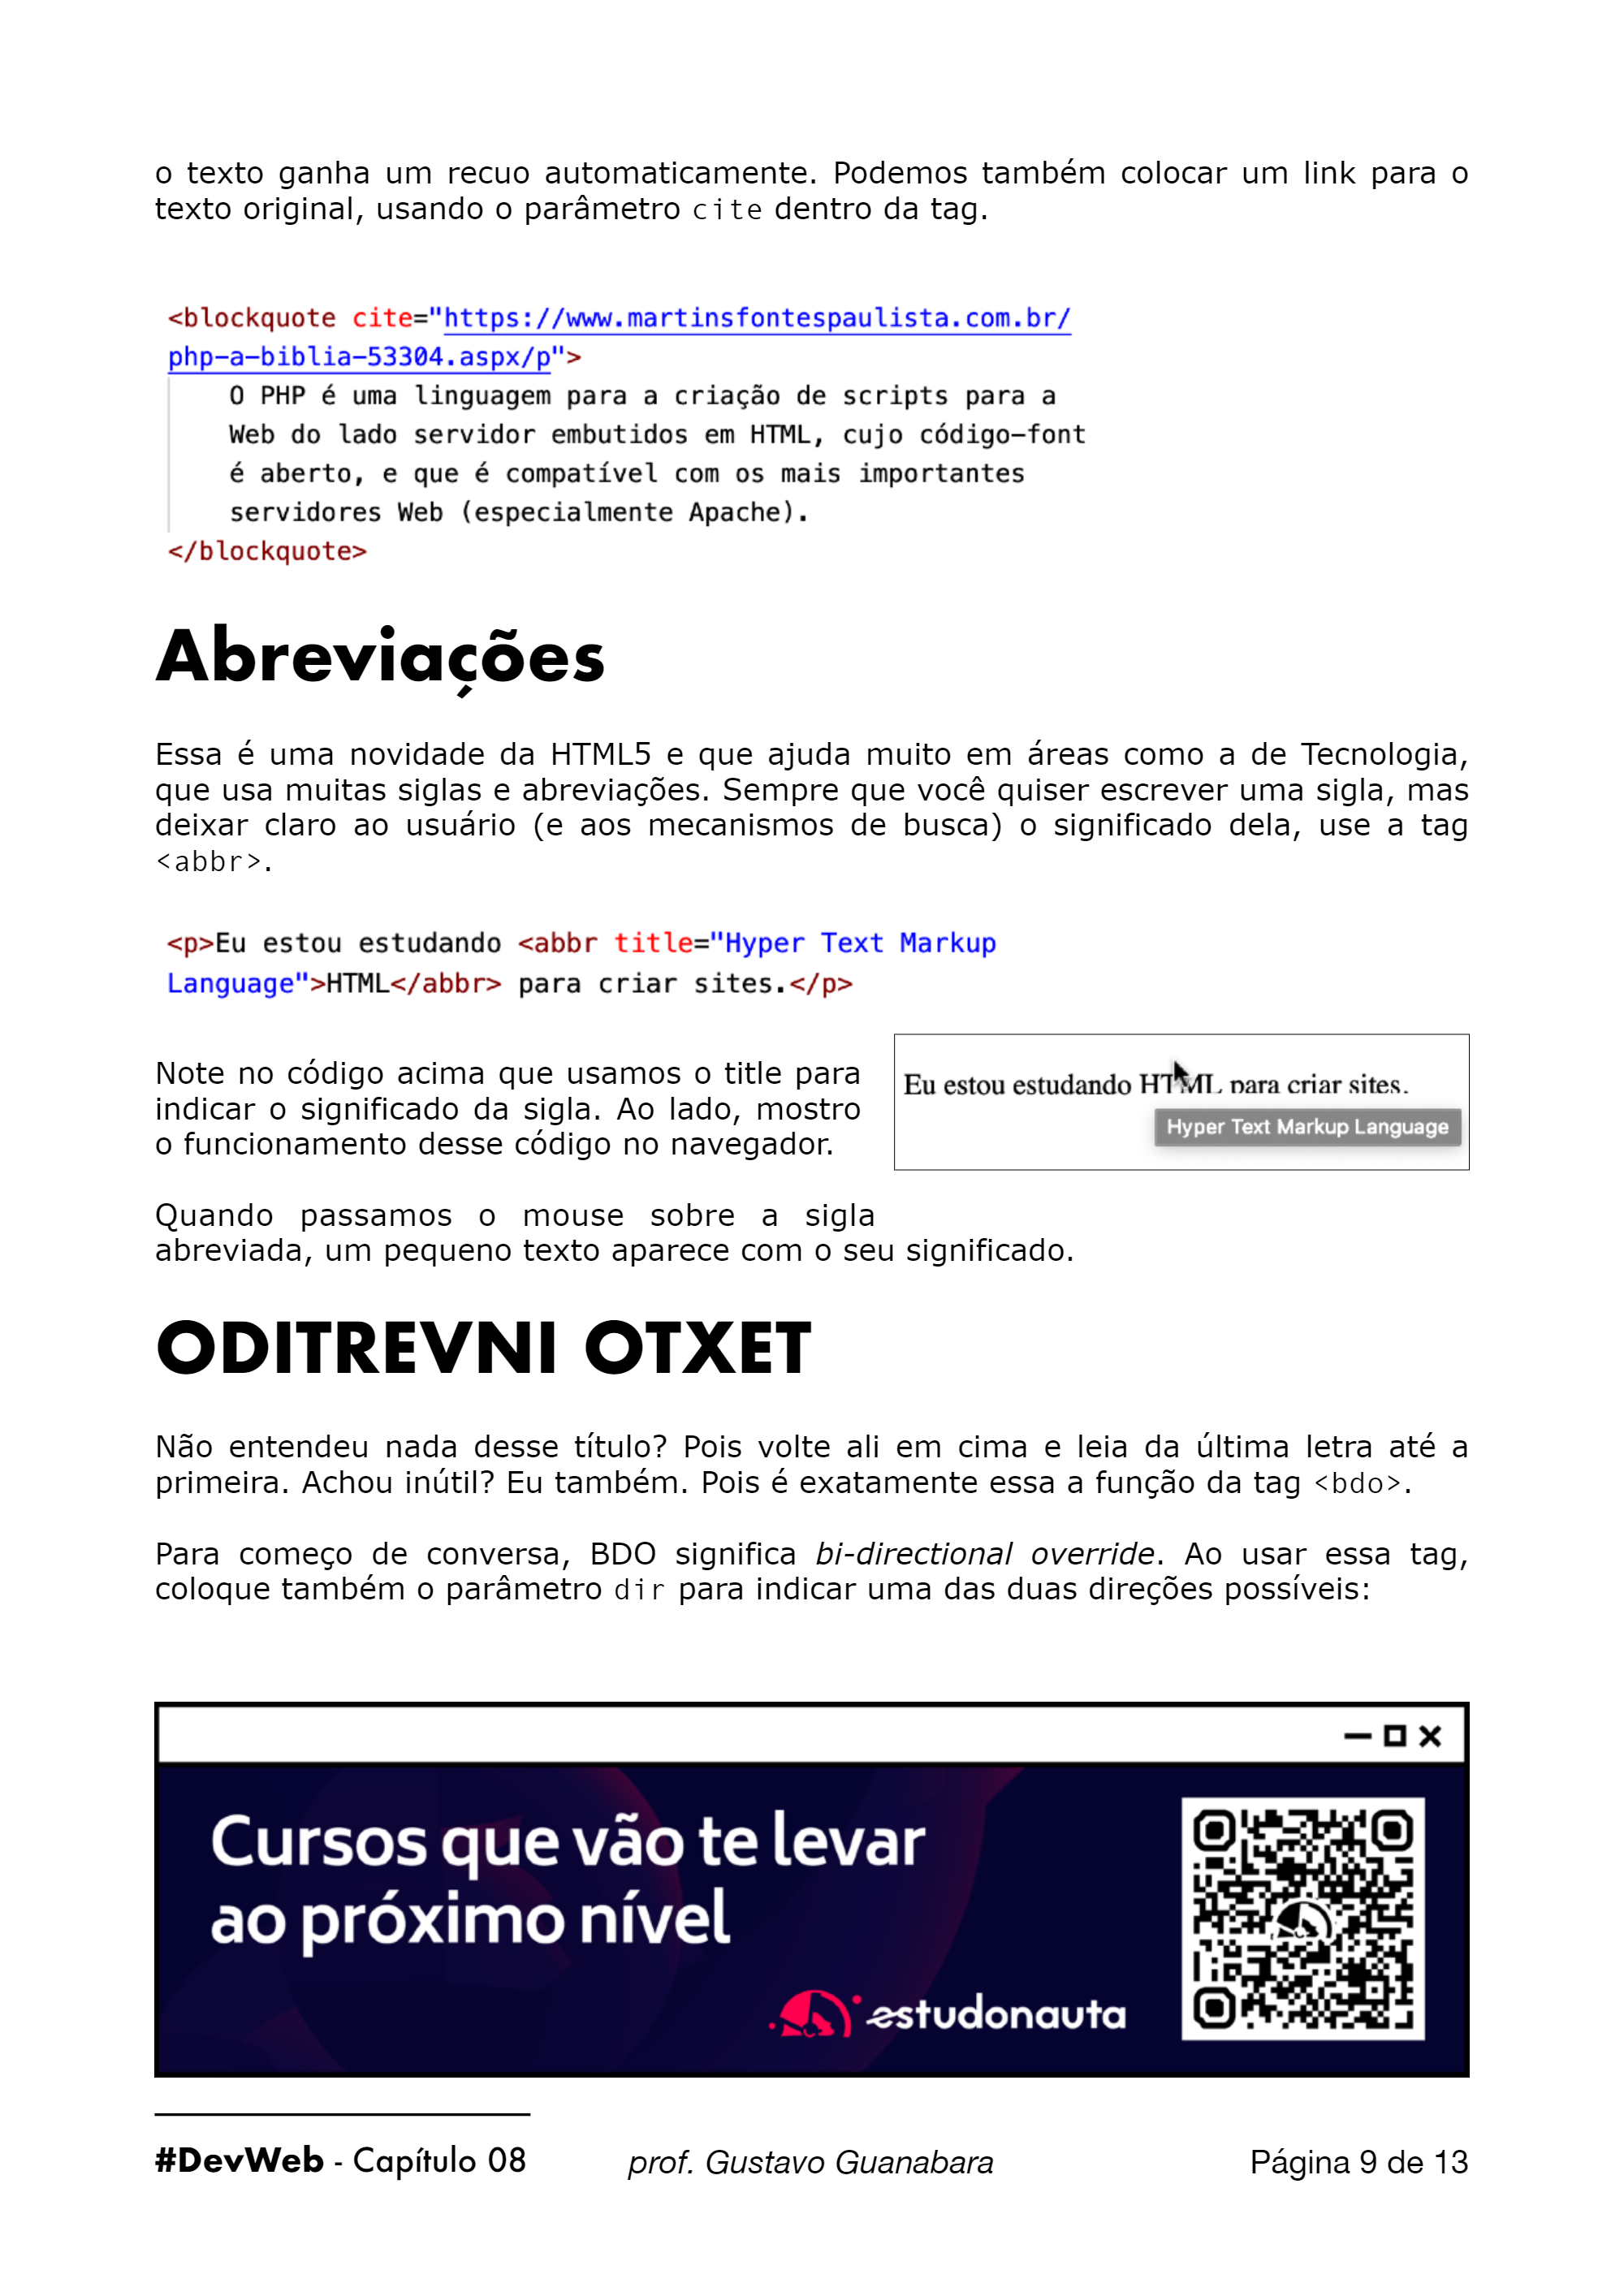 o texto ganha um recuo automaticamente. Podemos também colocar um link para o
texto original, usando o parâmetro cite dentro da tag.
<blockquote cite="https://www.martinsfontespaulista.com.br/
php-a-biblia-53304.aspx/p">
O PHP é uma linguagem para a criação de scripts para a
Web do lado servidor embutidos em HTML, cujo código-font
é aberto, e que é compatível com os mais importantes
servidores Web (especialmente Apache).
</blockquote>
Abreviações
Essa é uma novidade da HTML5 e que ajuda muito em áreas como a de Tecnologia,
que usa muitas siglas e abreviações. Sempre que você quiser escrever uma sigla, mas
deixar claro ao usuário (e aos mecanismos de busca) o significado dela, use a tag
<abbr>.
<p>Eu estou estudando <abbr title="Hyper Text Markup
Language">HTML</abbr> para criar sites.</p>
Note no código acima que usamos o title para
indicar o significado da sigla. Ao lado, mostro
o funcionamento desse código no navegador.
Eu estou estudando HTML para criar sites.
Hyper Text Markup Language
Quando passamos o mouse sobre a sigla
abreviada, um pequeno texto aparece com o seu significado.
ODITREVNI OTXET
Não entendeu nada desse título? Pois volte ali em cima e leia da última letra até a
primeira. Achou inútil? Eu também. Pois é exatamente essa a função da tag <bdo>.
Para começo de conversa, BDO significa bi-directional override. Ao usar essa tag,
coloque também o parâmetro dir para indicar uma das duas direções possíveis:
Cursos que vão te levar
ao próximo nível
estudonauta
#DevWeb - Capítulo 08 prof. Gustavo Guanabara Página 9 de 13